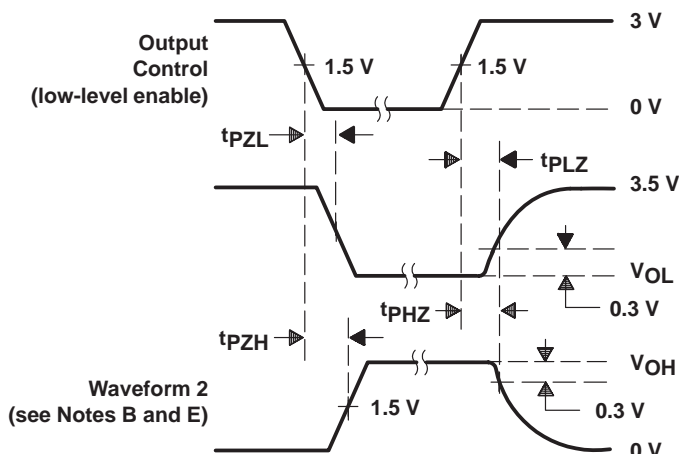 Output
Control
(low-level enable)
3 V
1.5 V
1.5 V
0 V
tPZL
tPLZ
3.5 V
VOL
0.3 V
tPHZ
tPZH
VOH
Waveform 2
(see Notes B and E)
1.5 V
0.3 V
0 V